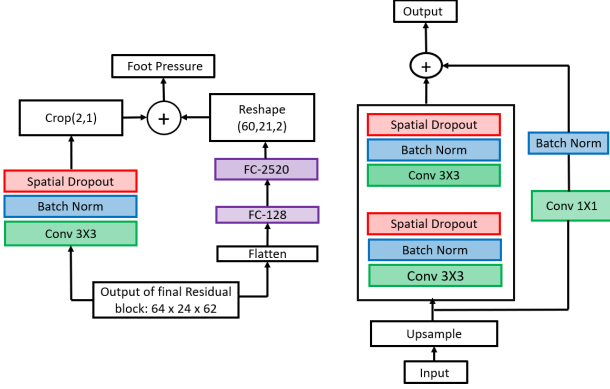 Foot Pressure
Crop(2,1)
+
Reshape
(60,21,2)
Spatial Dropout
Batch Norm
Conv 3X3
FC-2520
FC-128
Flatten
Output of final Residual
block: 64 x 24 x 62
Output
+
Spatial Dropout
Batch Norm
Conv 3X3
Spatial Dropout
Batch Norm
Conv 3X3
Batch Norm
Conv 1X1
Upsample
Input